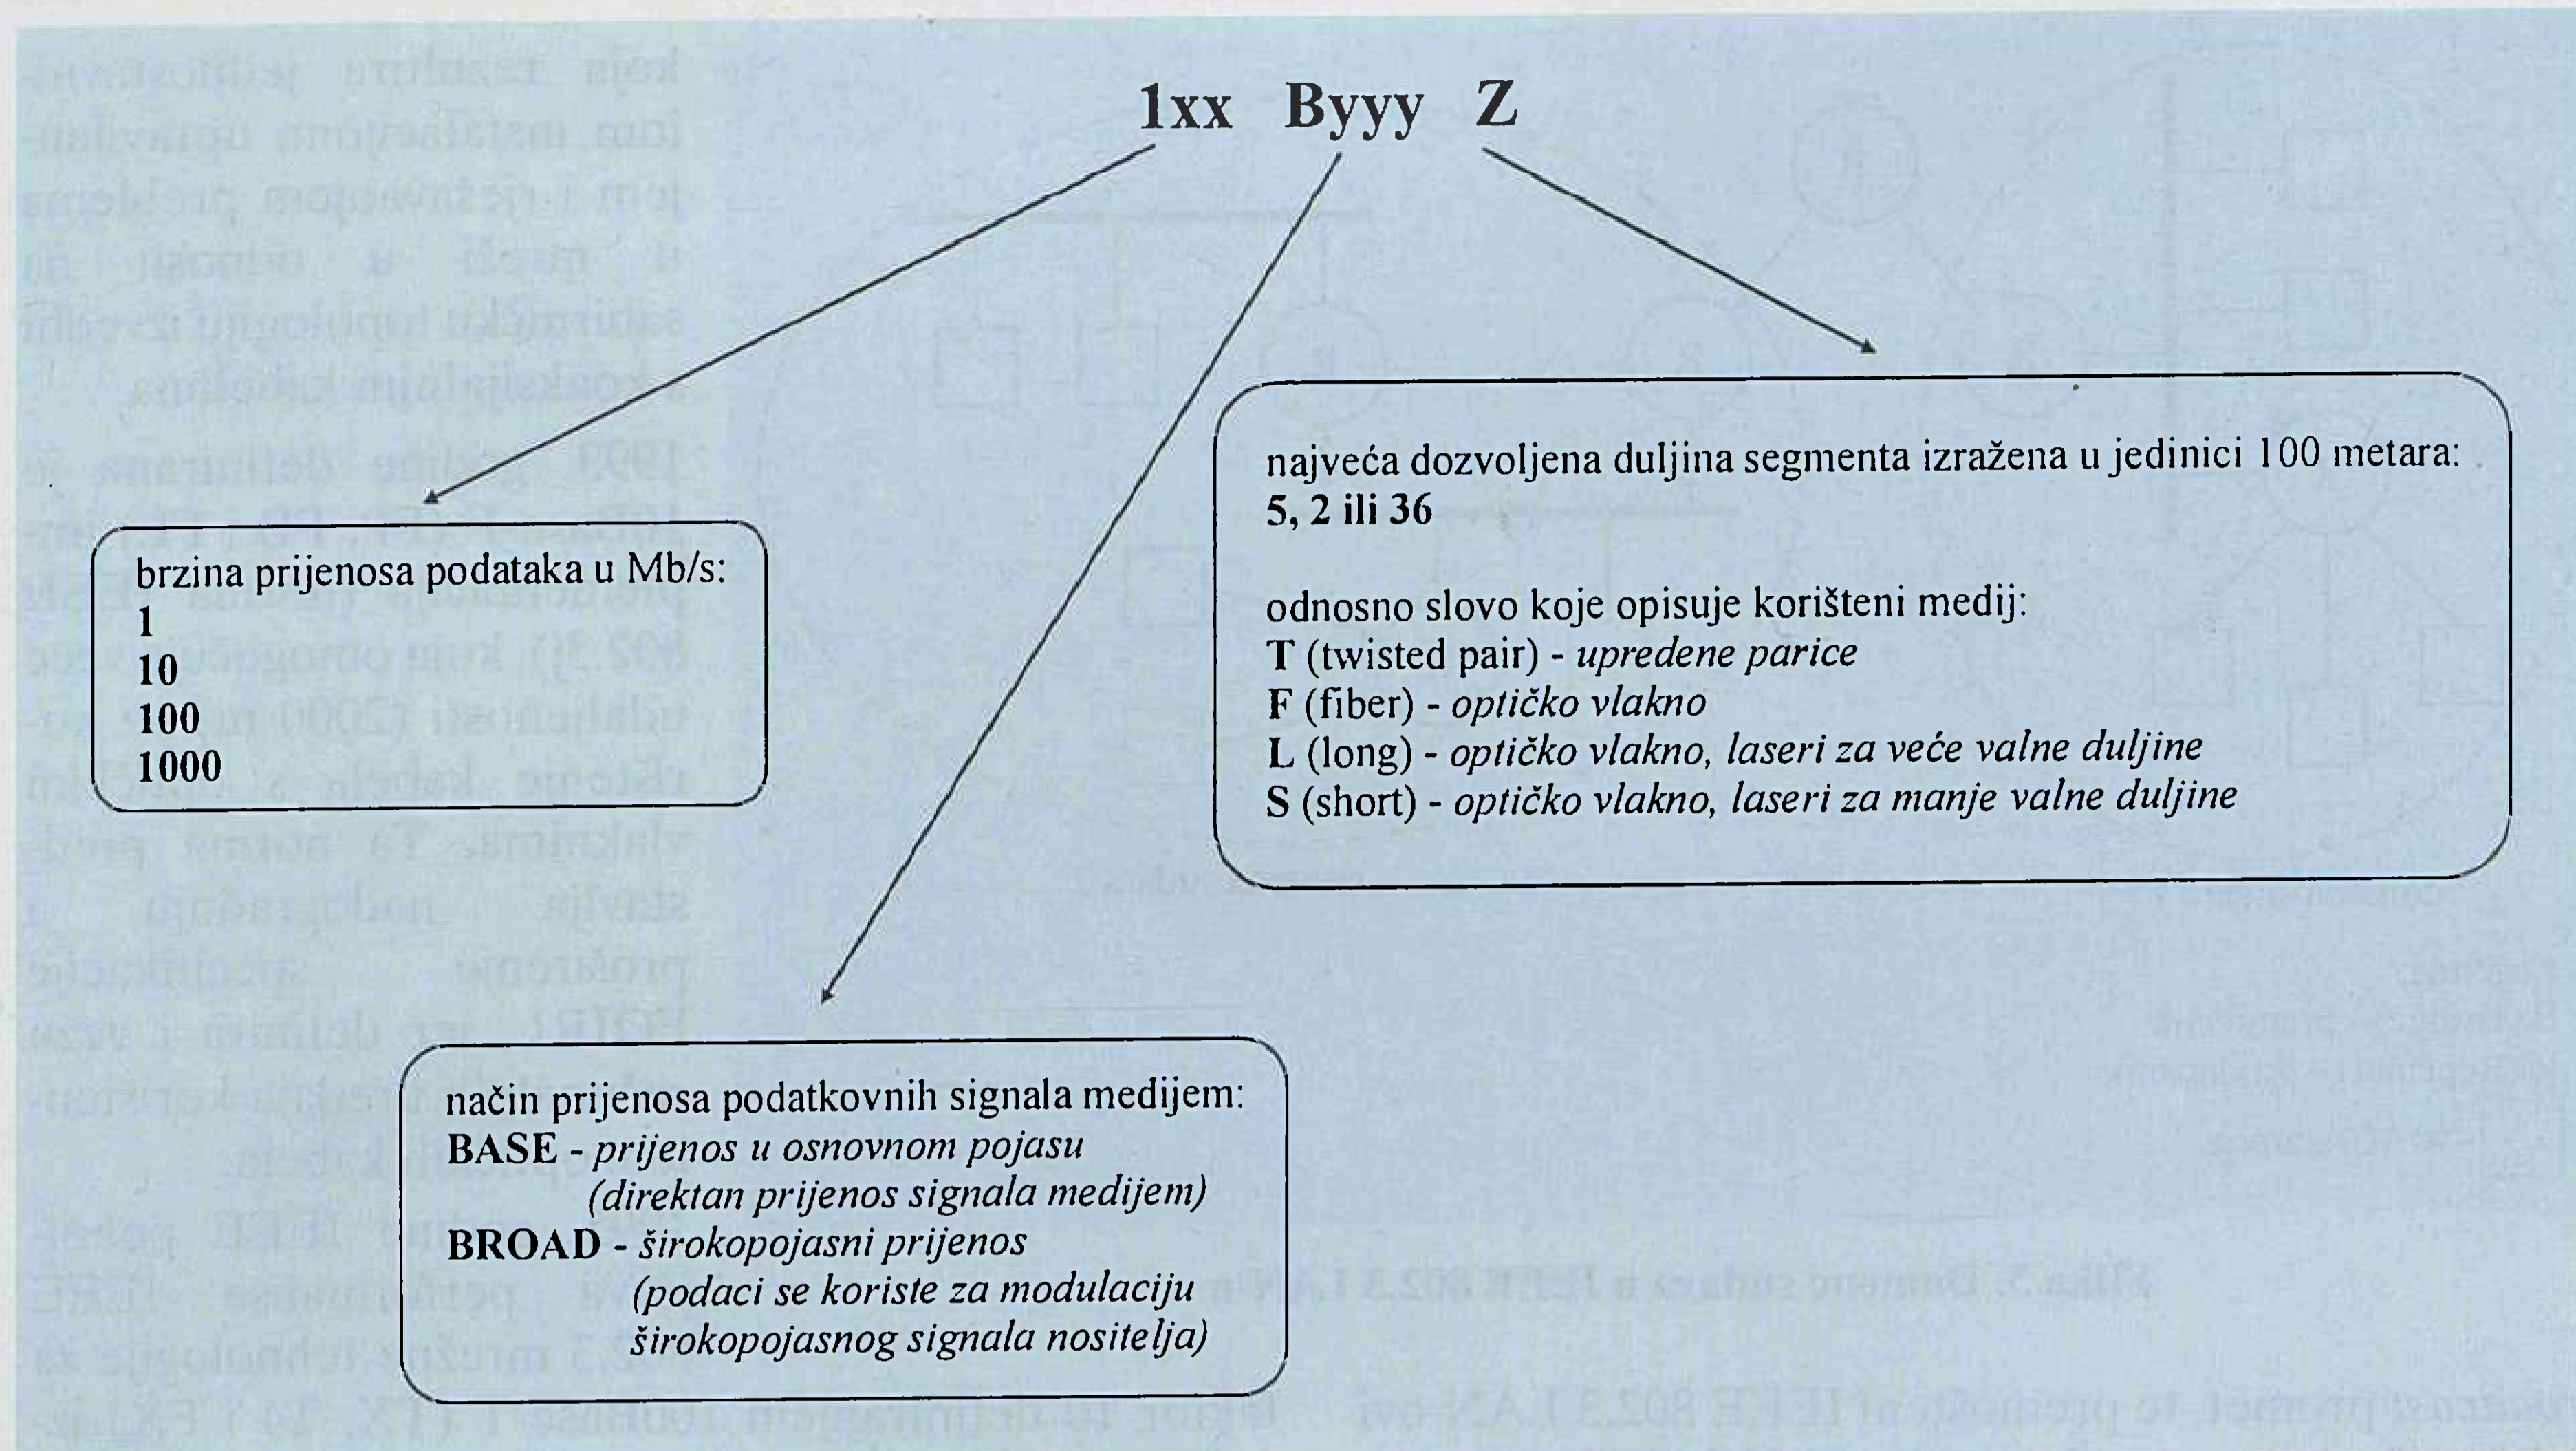 1xx Byyy Z
brzina prijenosa podataka u Mb/s:
1
10
100
1000
najveća dozvoljena duljina segmenta izražena u jedinici 100 metara:
5, 2 ili 36
odnosno slovo koje opisuje korišteni medij:
T (twisted pair) - upredene parice
F (fiber) - optičko vlakno
L (long) - optičko vlakno, laseri za veće valne duljine
S (short) - optičko vlakno, laseri za manje valne duljine
način prijenosa podatkovnih signala medijem:
BASE - prijenos u osnovnom pojasu
(direktan prijenos signala medijem)
BROAD - širokopojasni prijenos
(podaci se koriste za modulaciju
širokopojasnog signala nositelja)